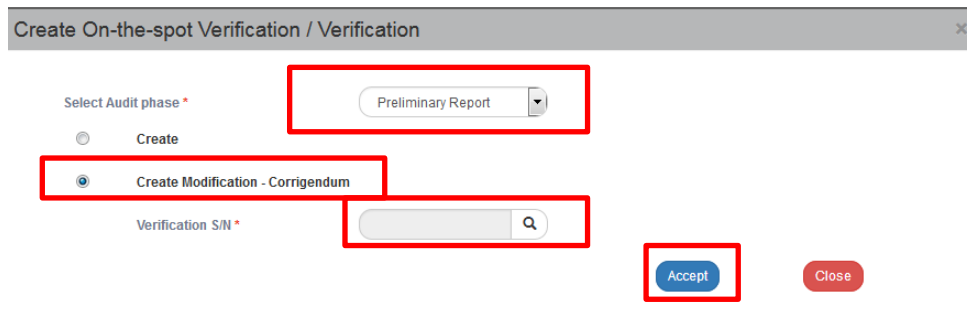 Create On-the-spot Verification / Verification ×
Select Audit phase * Preliminary Report
Create
Create Modification - Corrigendum
Verification S/N *
Accept Close